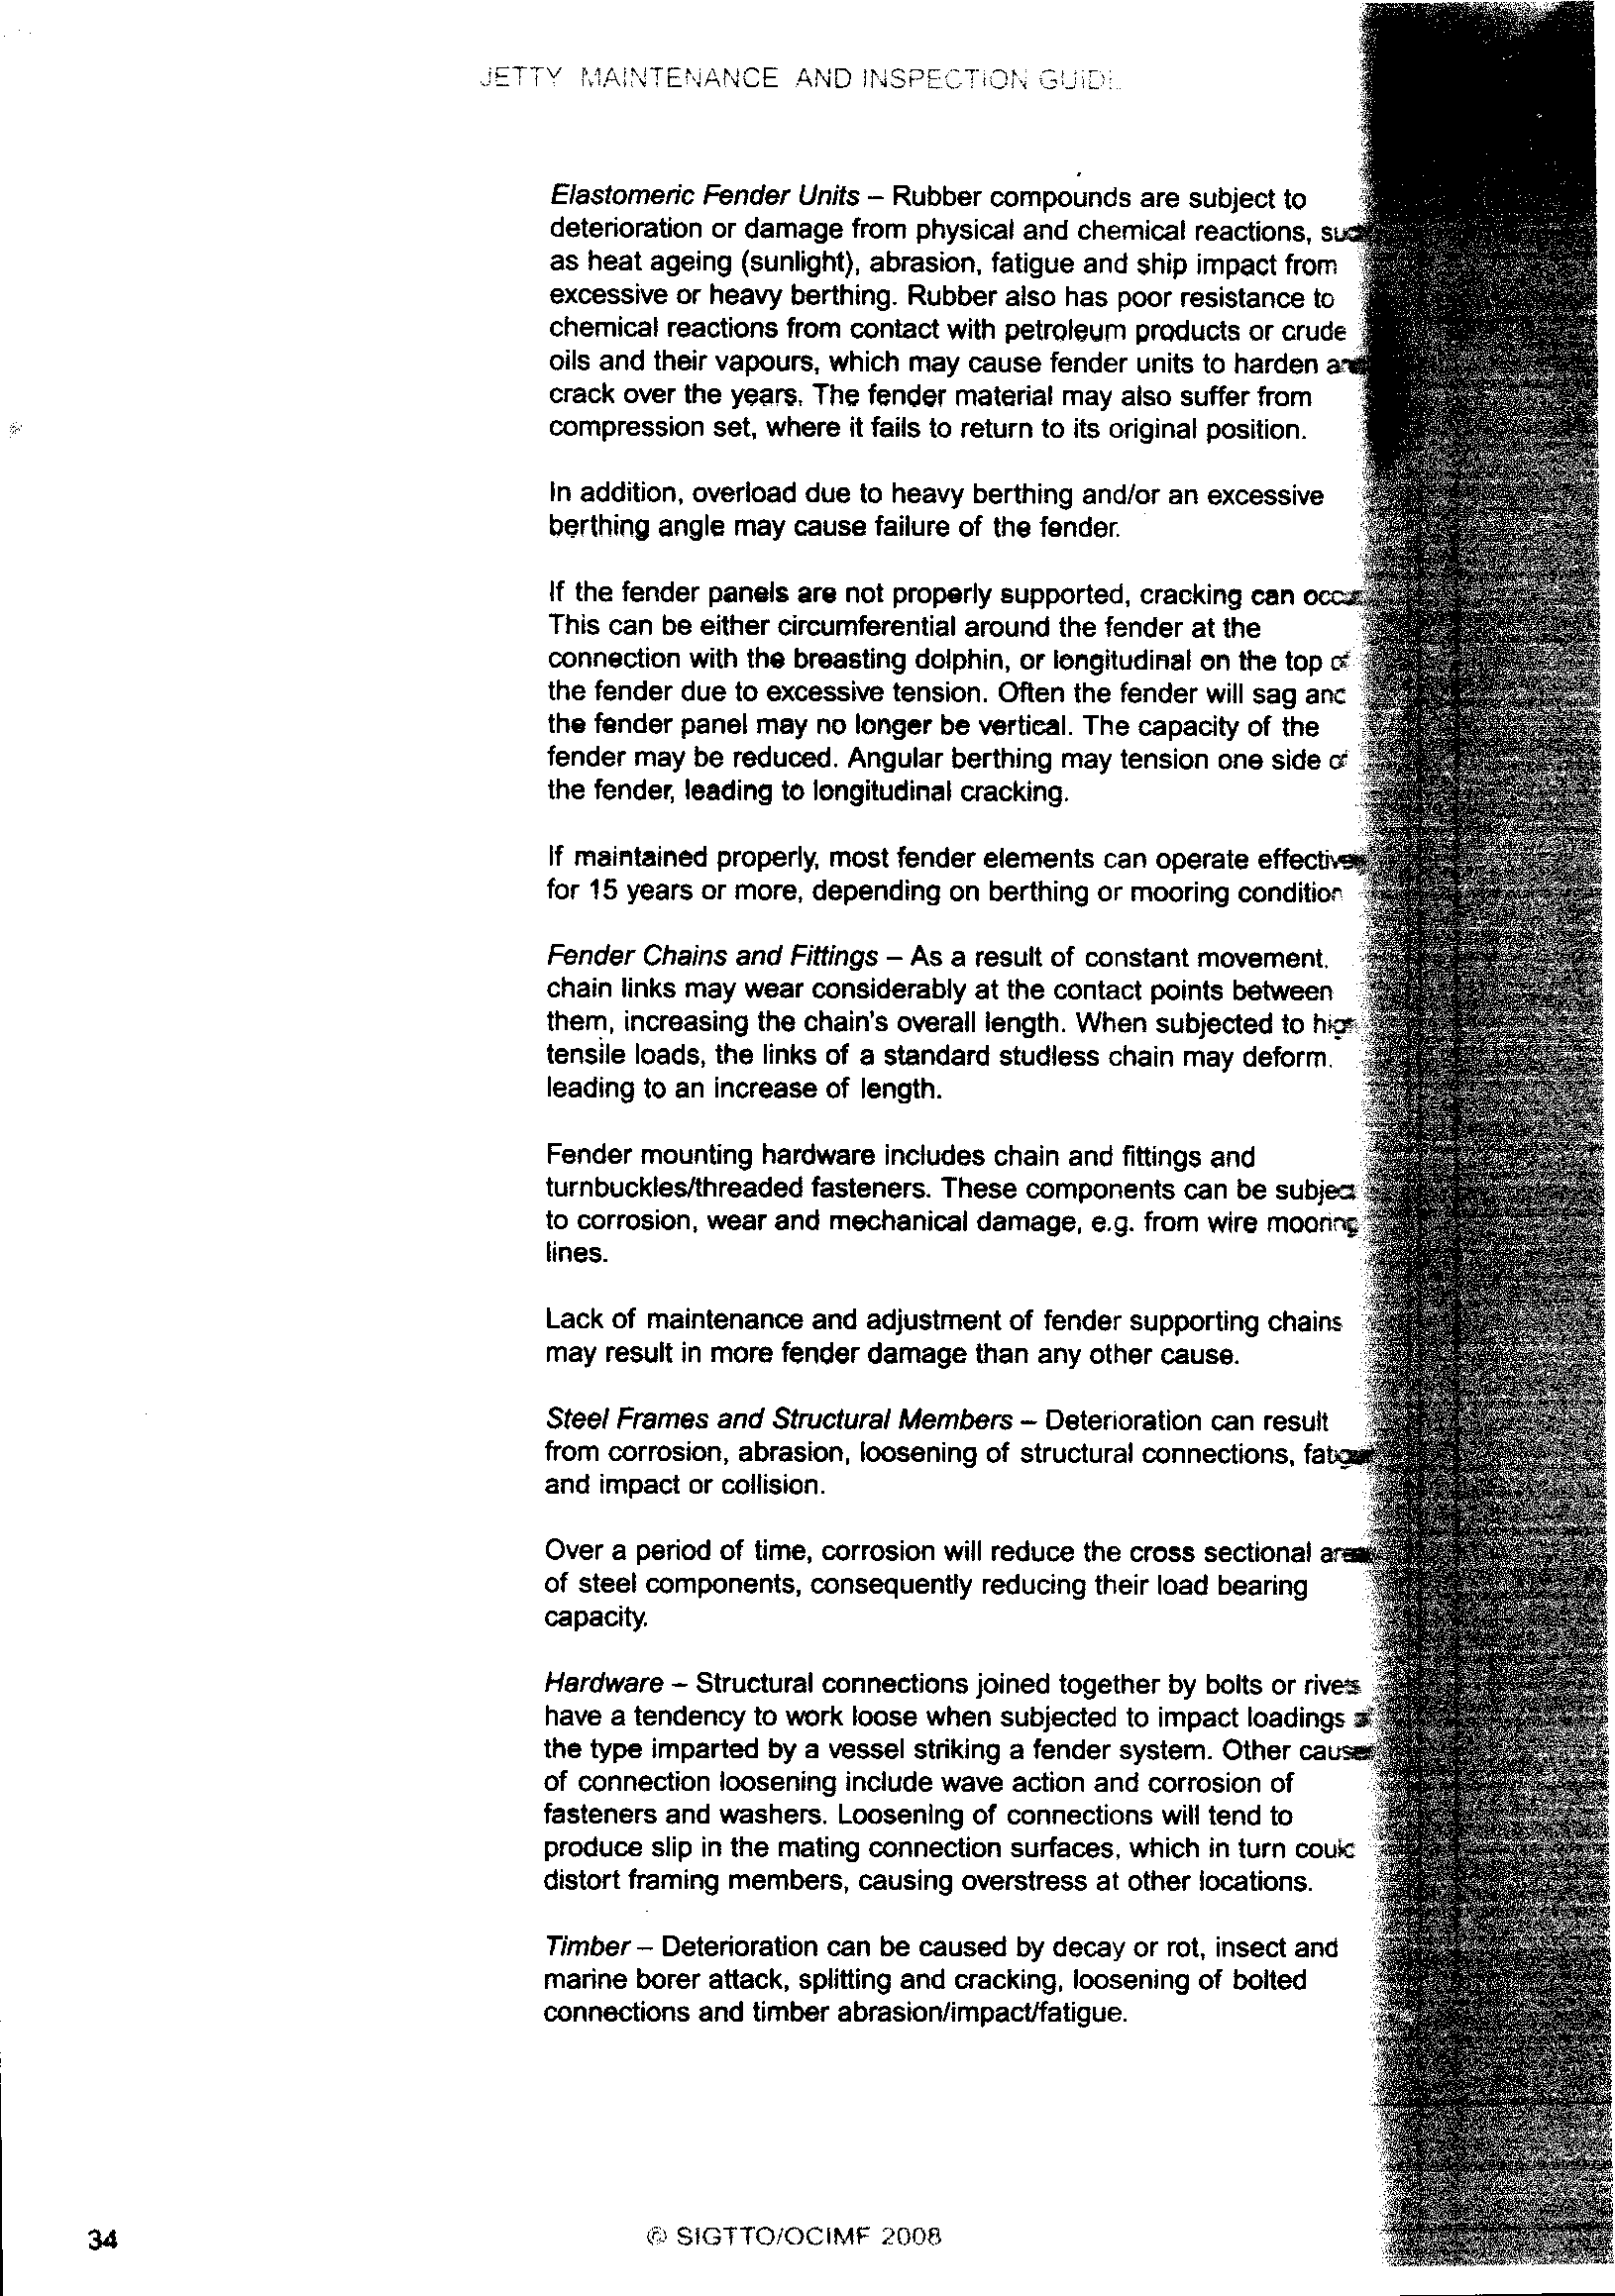 JETTY MAINTENANCE AND INSPECTION GUIDE
Elastomeric Fender Units – Rubber compounds are subject to
deterioration or damage from physical and chemical reactions, such
as heat ageing (sunlight), abrasion, fatigue and ship impact from
excessive or heavy berthing. Rubber also has poor resistance to
chemical reactions from contact with petroleum products or crude
oils and their vapours, which may cause fender units to harden and
crack over the years. The fender material may also suffer from
compression set, where it fails to return to its original position.
In addition, overload due to heavy berthing and/or an excessive
berthing angle may cause failure of the fender.
If the fender panels are not properly supported, cracking can occur
This can be either circumferential around the fender at the
connection with the breasting dolphin, or longitudinal on the top of
the fender due to excessive tension. Often the fender will sag and
the fender panel may no longer be vertical. The capacity of the
fender may be reduced. Angular berthing may tension one side of
the fender, leading to longitudinal cracking.
If maintained properly, most fender elements can operate effectively
for 15 years or more, depending on berthing or mooring condition
Fender Chains and Fittings – As a result of constant movement,
chain links may wear considerably at the contact points between
them, increasing the chain's overall length. When subjected to high
tensile loads, the links of a standard studless chain may deform,
leading to an increase of length.
Fender mounting hardware includes chain and fittings and
turnbuckles/threaded fasteners. These components can be subject
to corrosion, wear and mechanical damage, e.g. from wire mooring
lines.
Lack of maintenance and adjustment of fender supporting chains
may result in more fender damage than any other cause.
Steel Frames and Structural Members – Deterioration can result
from corrosion, abrasion, loosening of structural connections, fatigue
and impact or collision.
Over a period of time, corrosion will reduce the cross sectional area
of steel components, consequently reducing their load bearing
capacity.
Hardware – Structural connections joined together by bolts or rivets
have a tendency to work loose when subjected to impact loadings
the type imparted by a vessel striking a fender system. Other causes
of connection loosening include wave action and corrosion of
fasteners and washers. Loosening of connections will tend to
produce slip in the mating connection surfaces, which in turn could
distort framing members, causing overstress at other locations.
Timber – Deterioration can be caused by decay or rot, insect and
marine borer attack, splitting and cracking, loosening of bolted
connections and timber abrasion/impact/fatigue.
34
© SIGTTO/OCIMF 2008